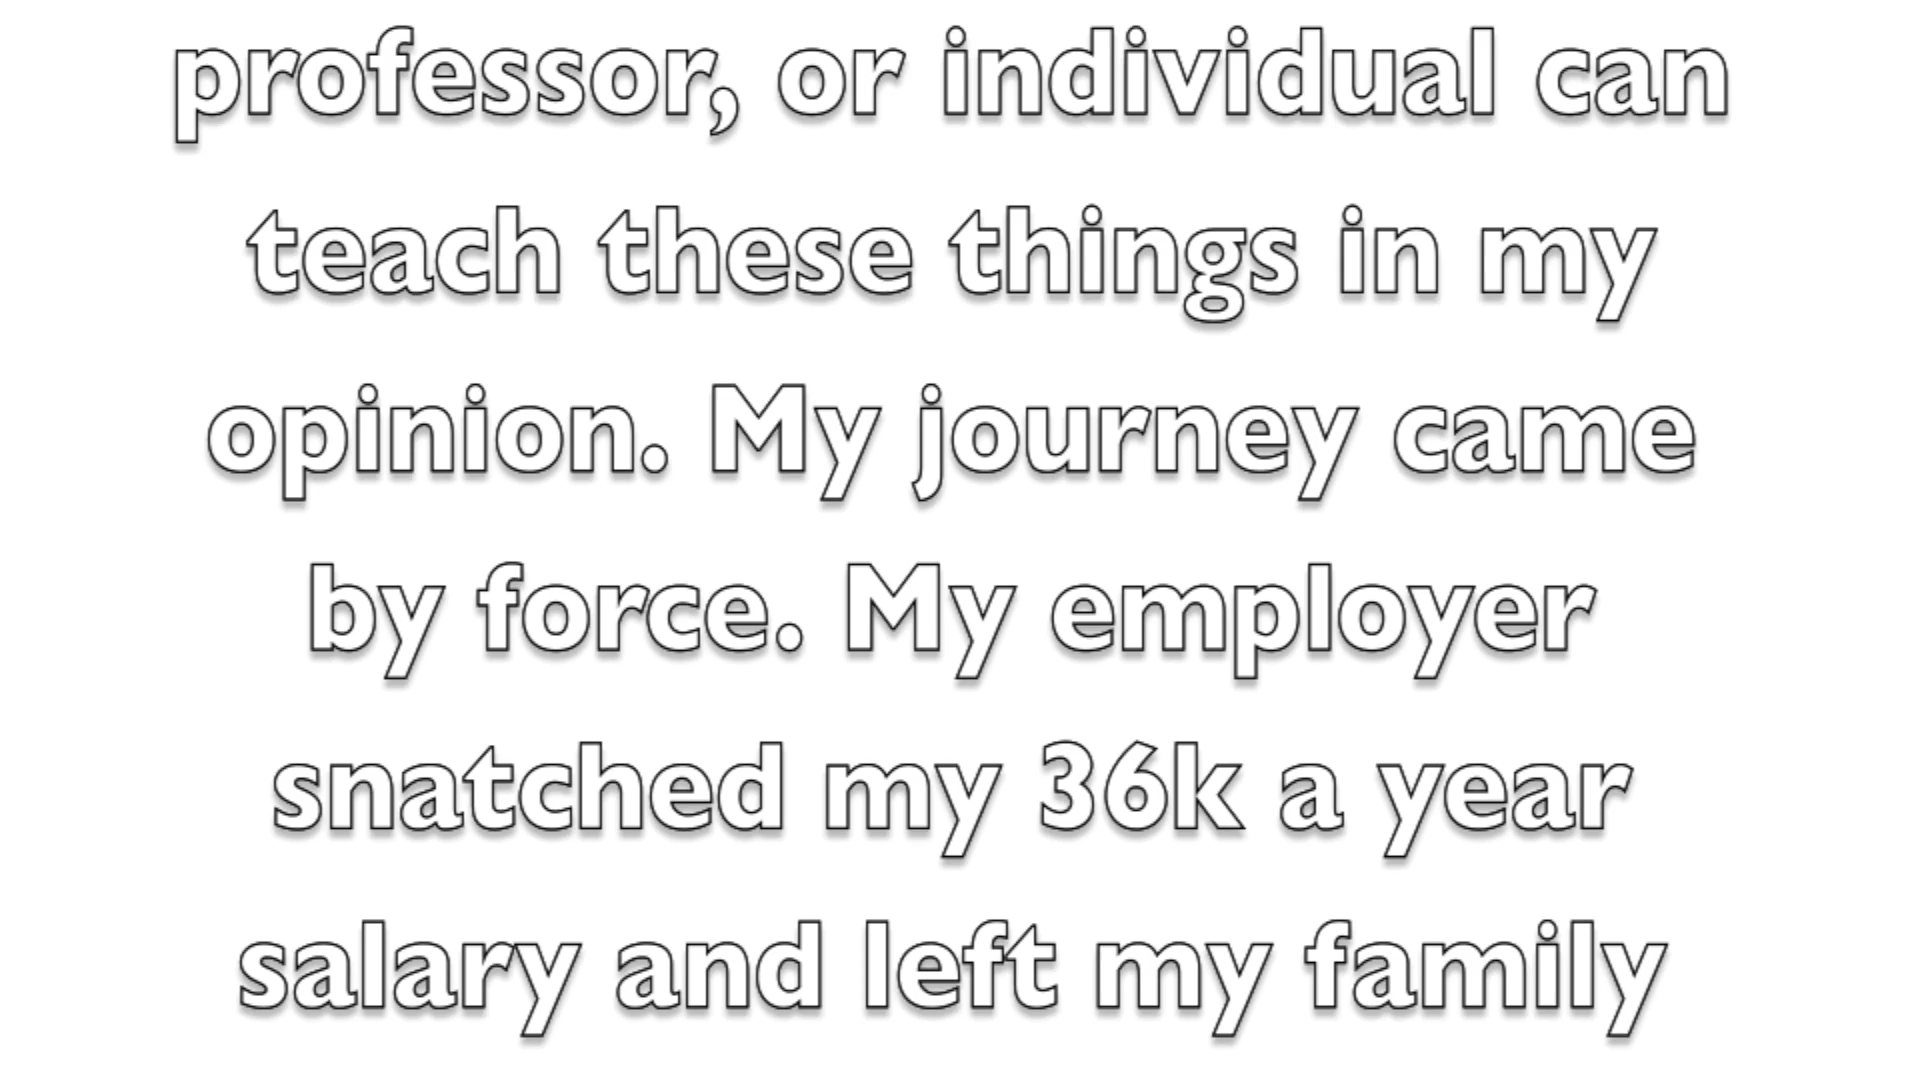 professor, or individual can
teach these things in my
opinion. My journey came
by force. My employer
snatched my 36k a year
salary and left my family